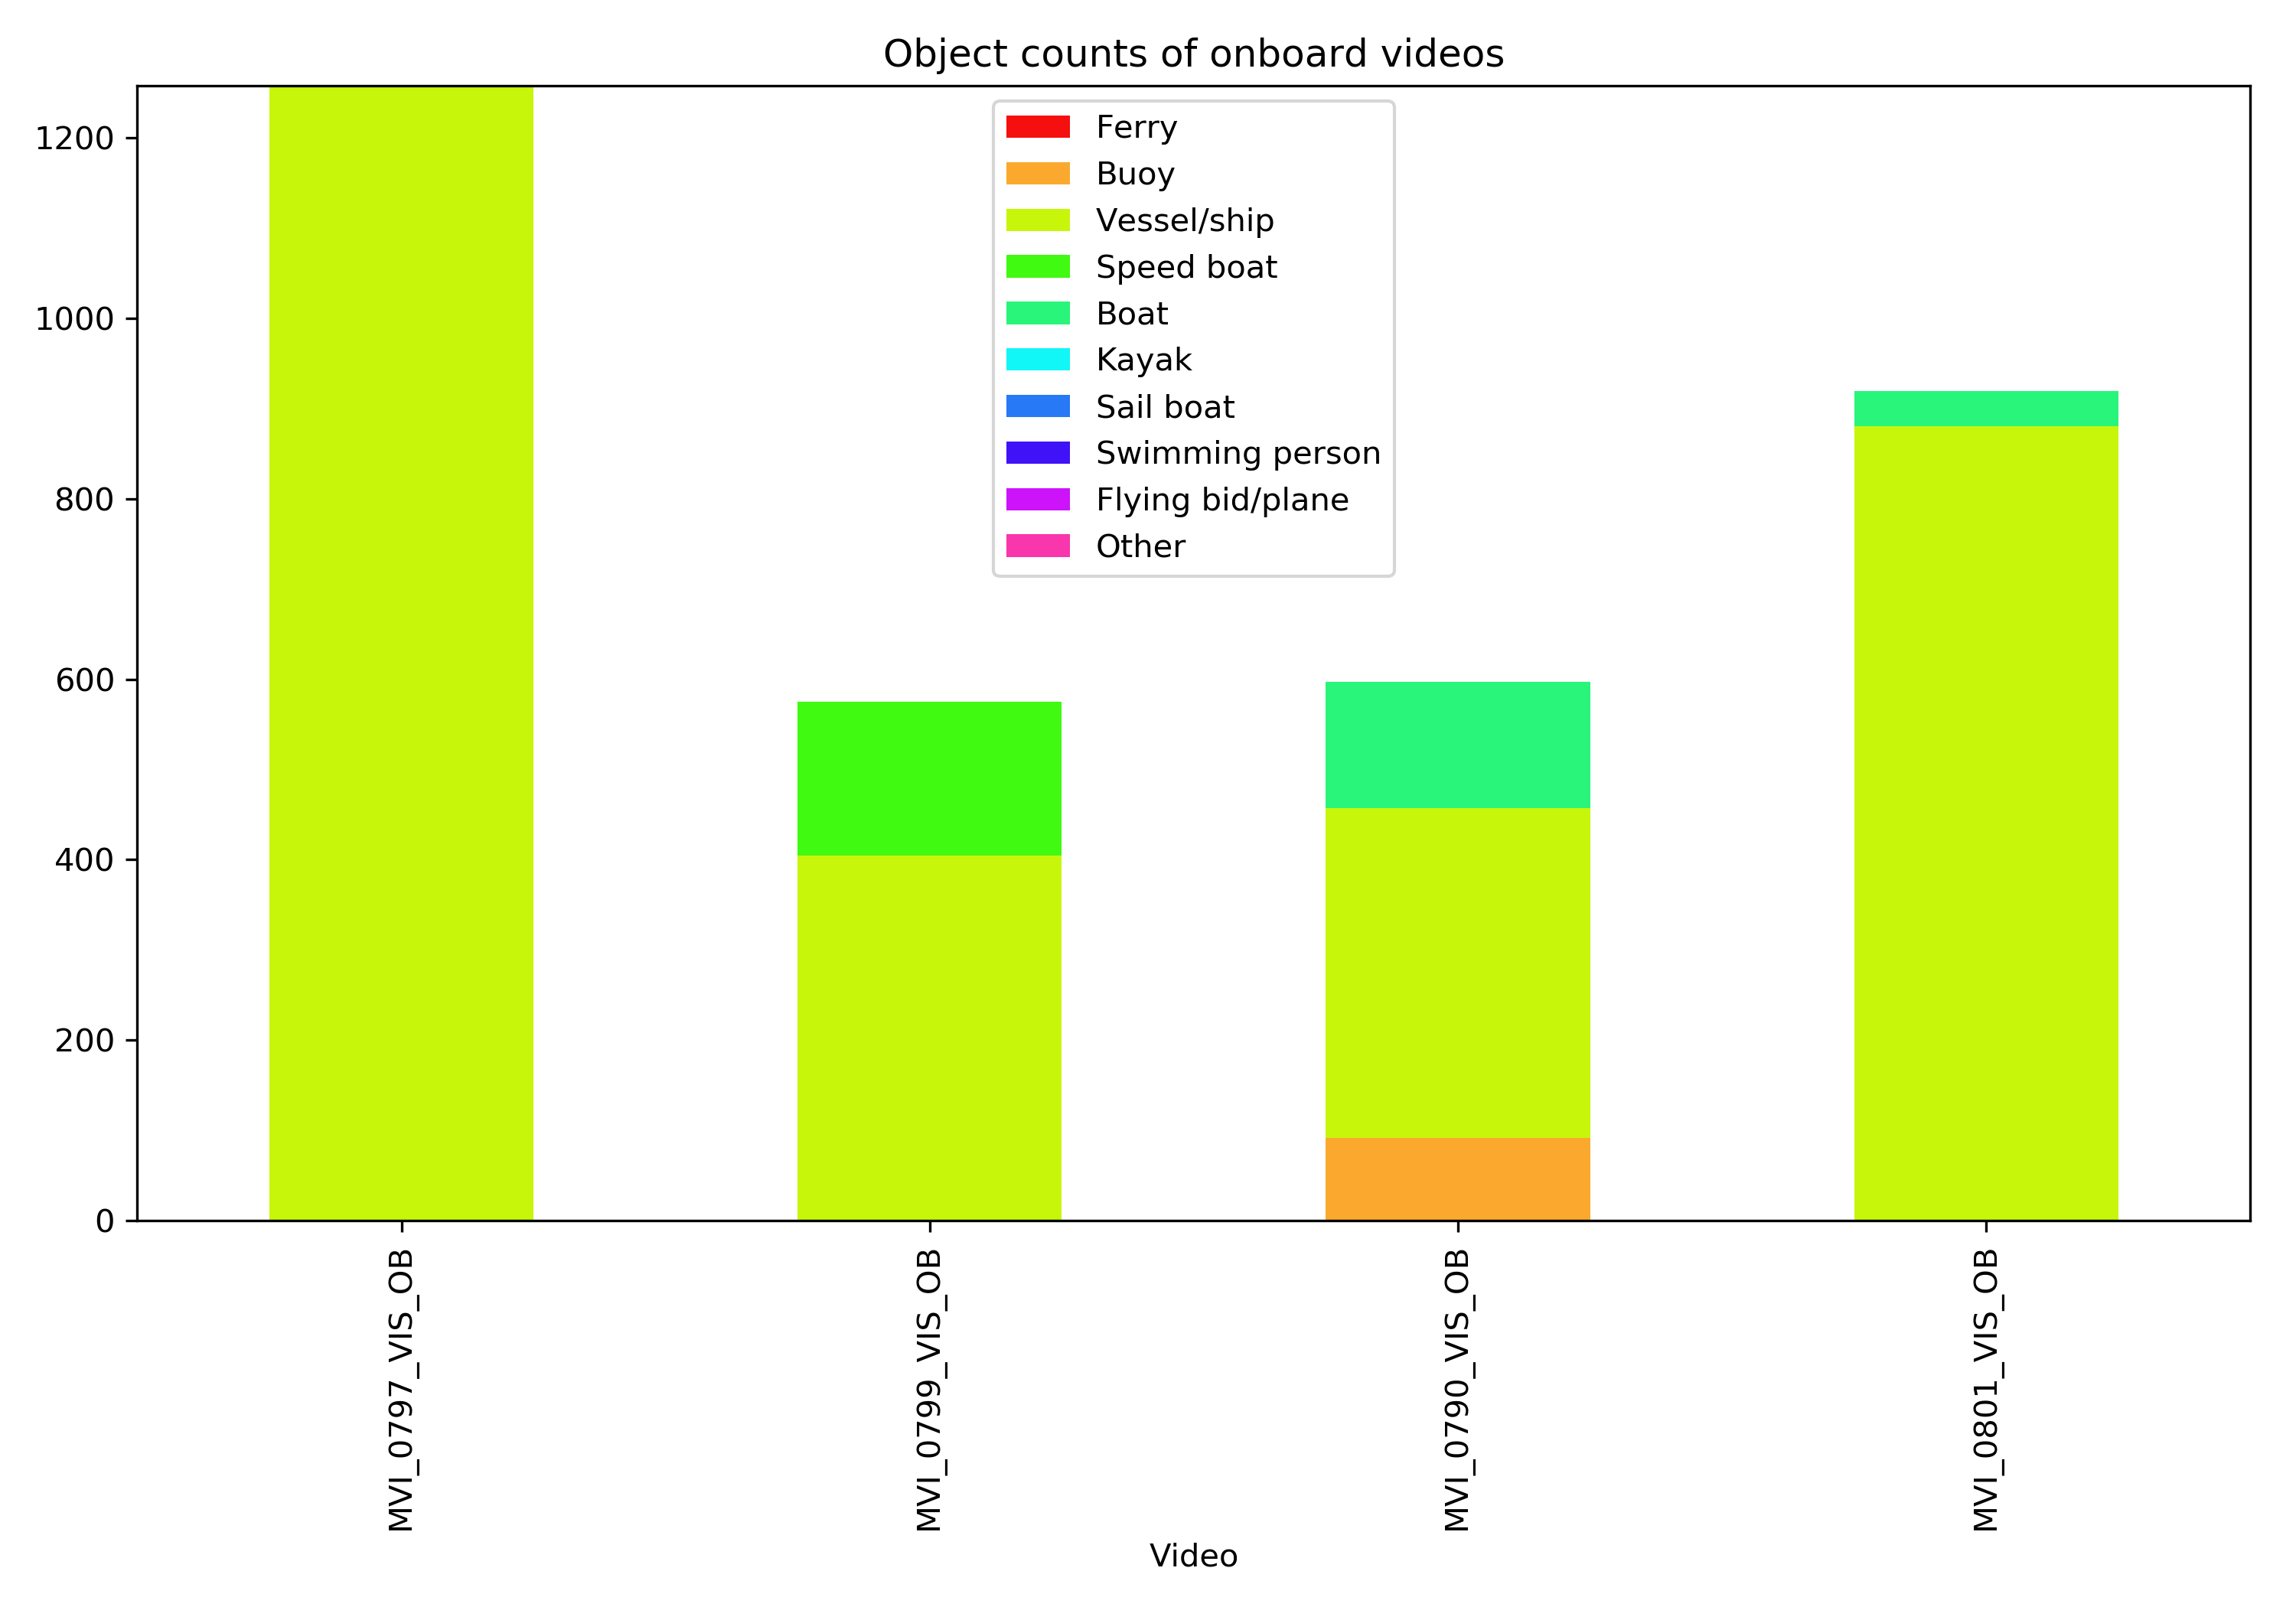 Object counts of onboard videos
1200
1000
800
600
400
200
0
Ferry
Buoy
Vessel/ship
Speed boat
Boat
Kayak
Sail boat
Swimming person
Flying bid/plane
Other
MVI_0797_VIS_OB
MVI_0799_VIS_OB
MVI_0790_VIS_OB
MVI_0801_VIS_OB
Video